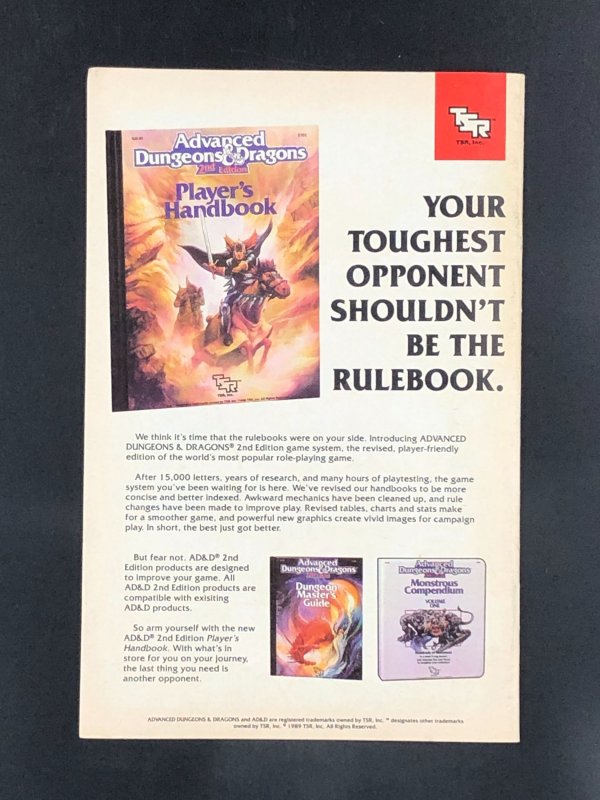 TSR
TSR, Inc.
Advanced
Dungeons & Dragons
2nd Edition
Player's
Handbook
TSR
TSR, Inc.
YOUR
TOUGHEST
OPPONENT
SHOULDN'T
BE THE
RULEBOOK.
We think it's time that the rulebooks were on your side. Introducing ADVANCED
DUNGEONS & DRAGONS® 2nd Edition game system, the revised, player-friendly
edition of the world's most popular role-playing game.
After 15,000 letters, years of research, and many hours of playtesting, the game
system you've been waiting for is here. We've revised our handbooks to be more
concise and better indexed. Awkward mechanics have been cleaned up, and rule
changes have been made to improve play. Revised tables, charts and stats make
for a smoother game, and powerful new graphics create vivid images for campaign
play. In short, the best just got better.
But fear not. AD&D® 2nd
Edition products are designed
to improve your game. All
AD&D 2nd Edition products are
compatible with exisiting
AD&D products.
So arm yourself with the new
AD&D® 2nd Edition Player's
Handbook. With what's in
store for you on your journey,
the last thing you need is
another opponent.
Advanced
Dungeons & Dragons
Dungeon
Master's
Guide
Advanced
Dungeons & Dragons
Monstrous
Compendium
VOLUME
ONE
ADVANCED DUNGEONS & DRAGONS and AD&D are registered trademarks owned by TSR, Inc. ™ designates other trademarks
owned by TSR, Inc. © 1989 TSR, Inc. All Rights Reserved.